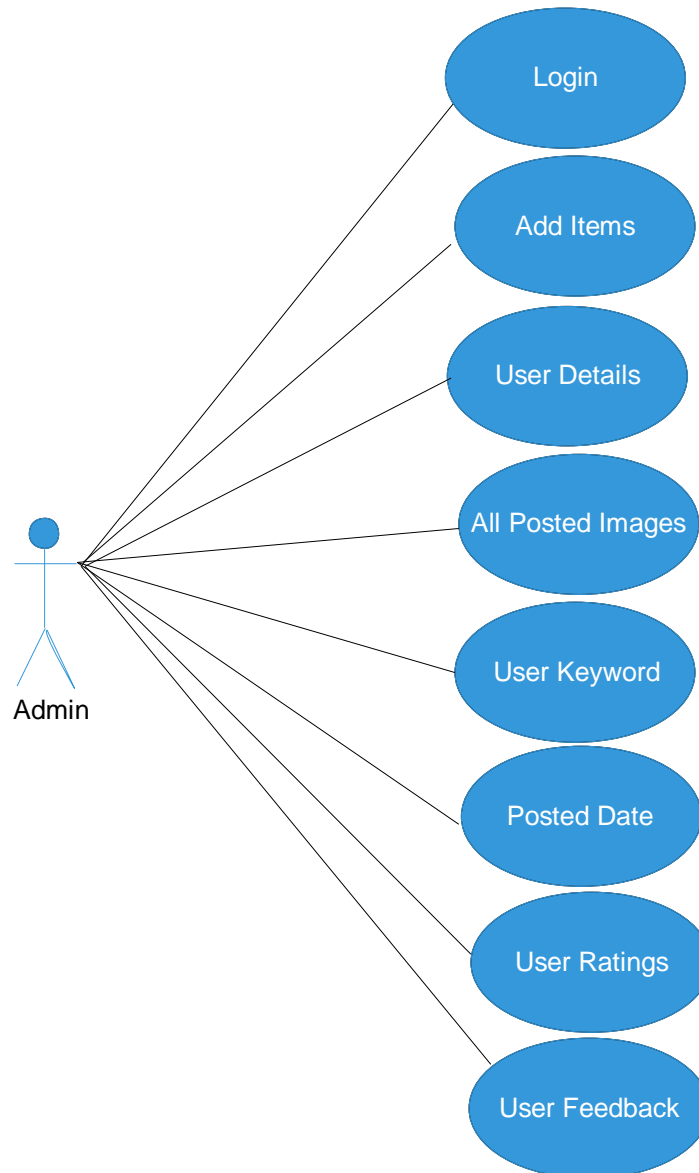 Login
Add Items
User Details
All Posted Images
User Keyword
Admin
Posted Date
User Ratings
User Feedback